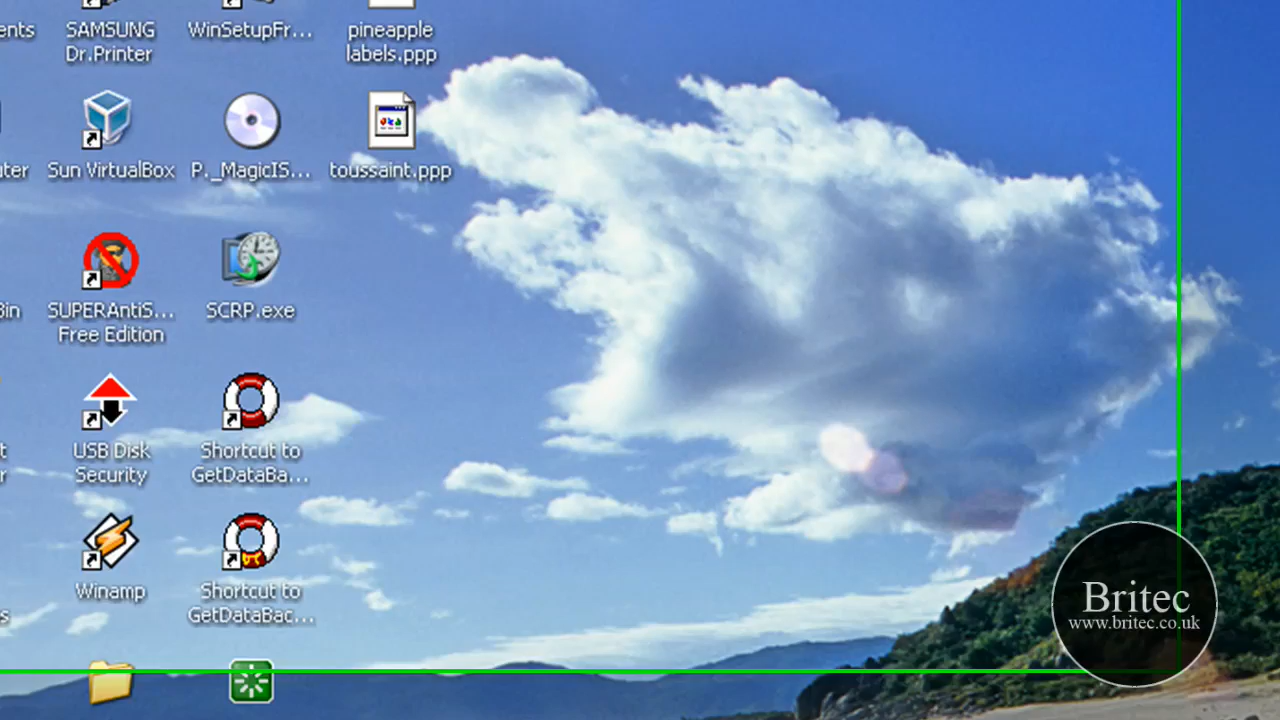 ents
SAMSUNG
Dr.Printer
WinSetupFr...
pineapple
labels.ppp
uter
Sun VirtualBox
P._MagicIS...
toussaint.ppp
Bin
SUPERAntiS...
Free Edition
SCRP.exe
t
r
USB Disk
Security
Shortcut to
GetDataBa...
s
Winamp
Shortcut to
GetDataBac...
Britec
www.britec.co.uk